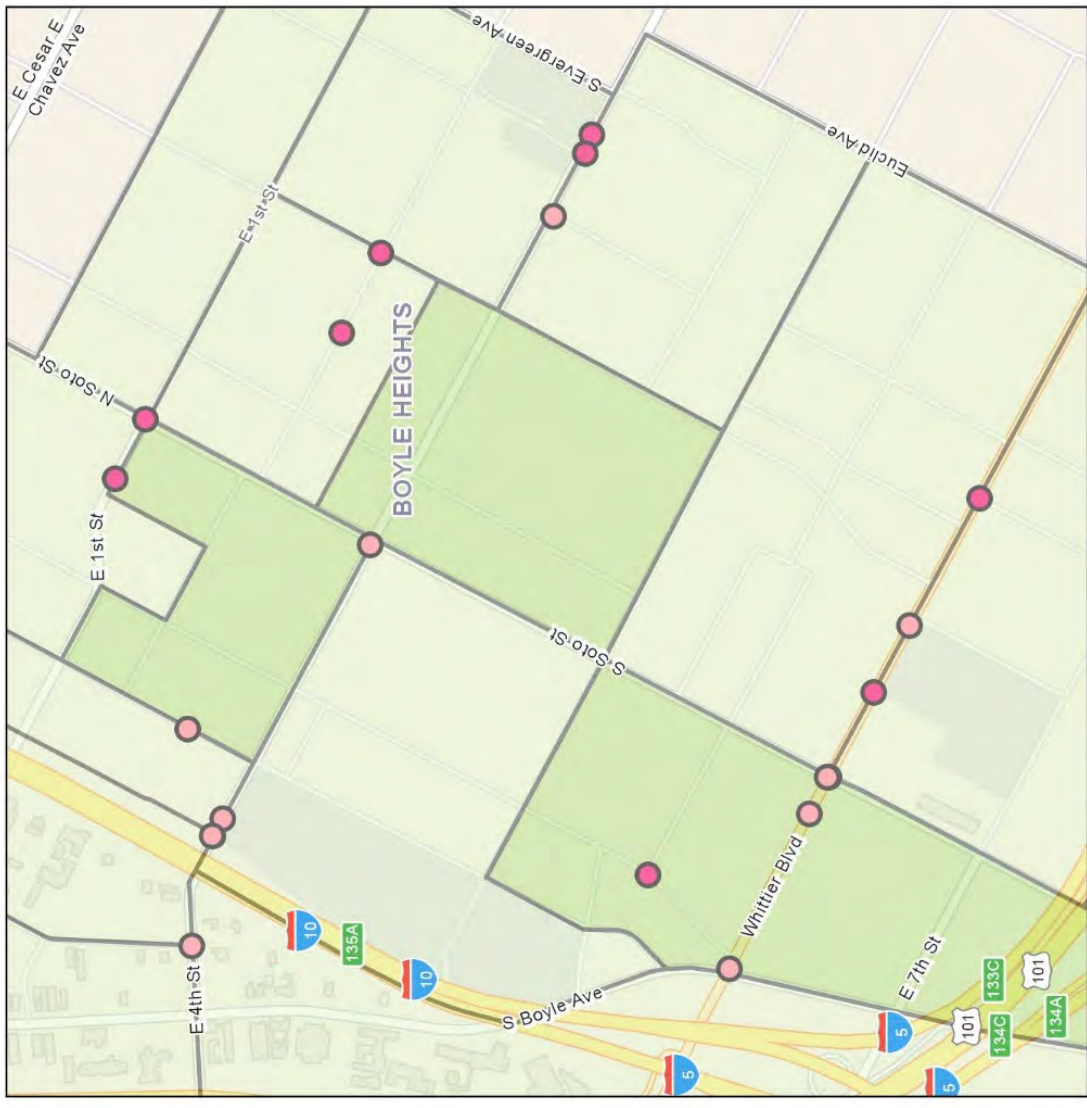 E Cesar E
Chavez Ave
S Evergreen Ave
Euclid Ave
E 1st St
N Soto St
BOYLE HEIGHTS
E 1st St
S Soto St
Whittier Blvd
E 7th St
E 4th St
S Boyle Ave
10
135A
10
5
5
5
101
133C
134C
101
134A